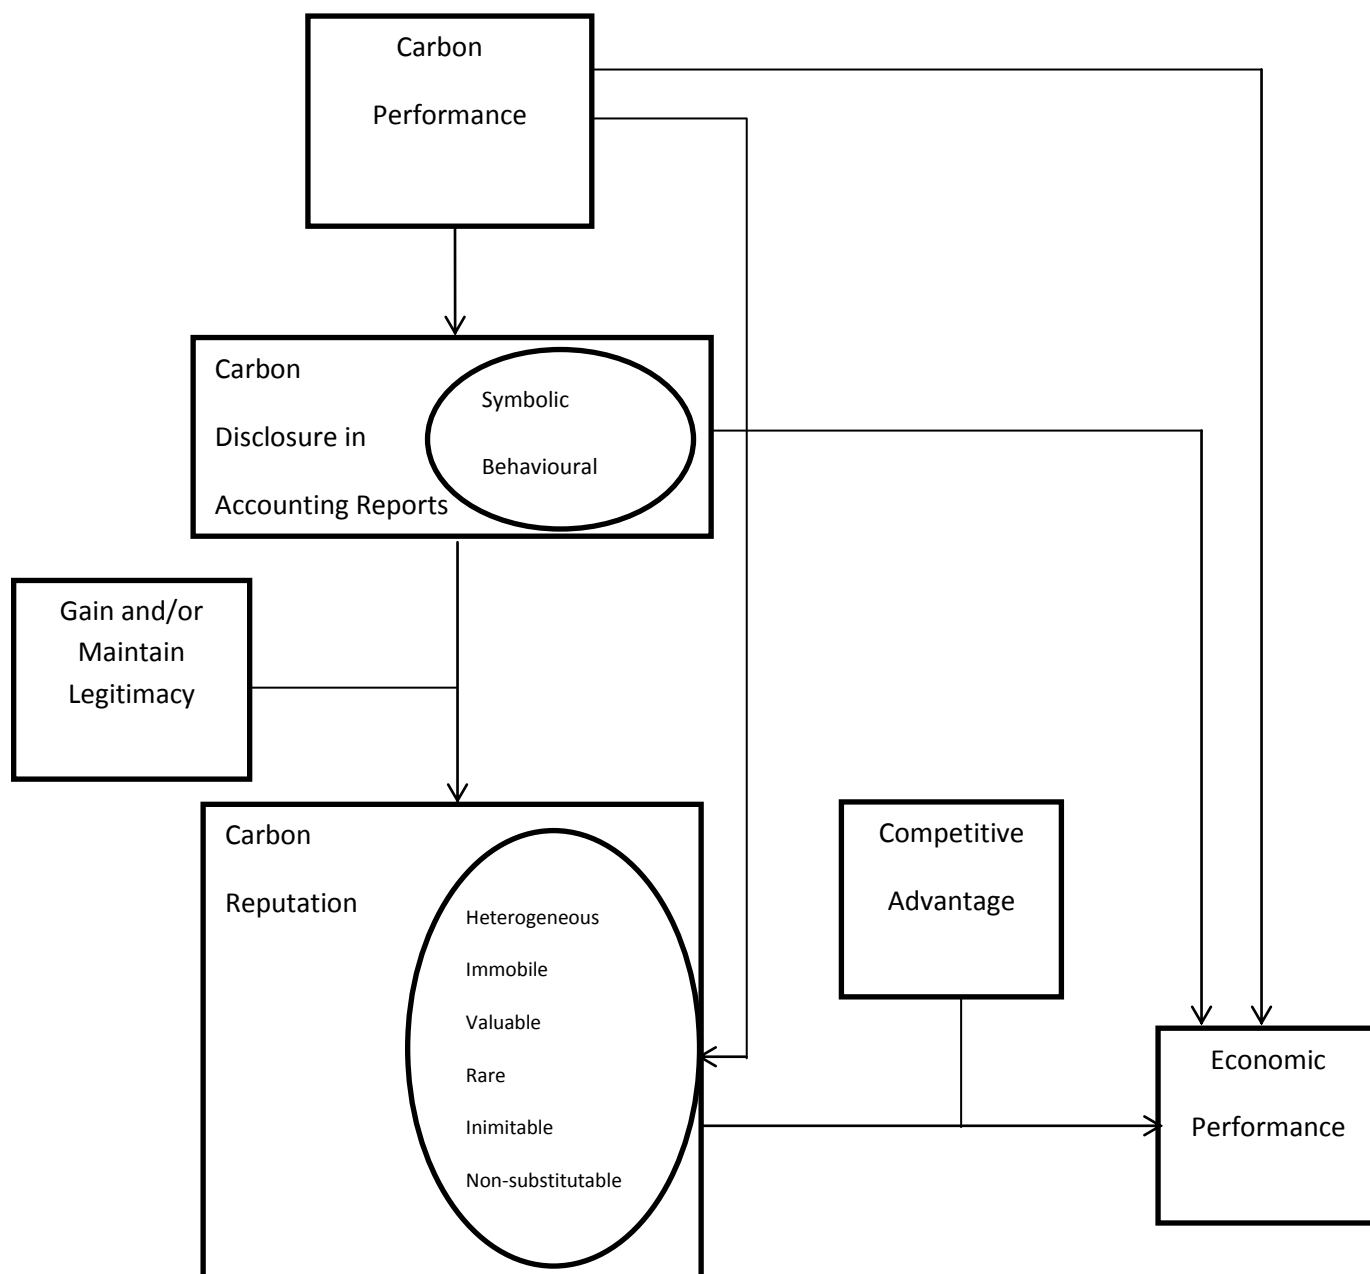 Carbon
Performance
Carbon
Disclosure in
Accounting Reports
Symbolic
Behavioural
Gain and/or
Maintain
Legitimacy
Carbon
Reputation
Heterogeneous
Immobile
Valuable
Rare
Inimitable
Non-substitutable
Competitive
Advantage
Economic
Performance